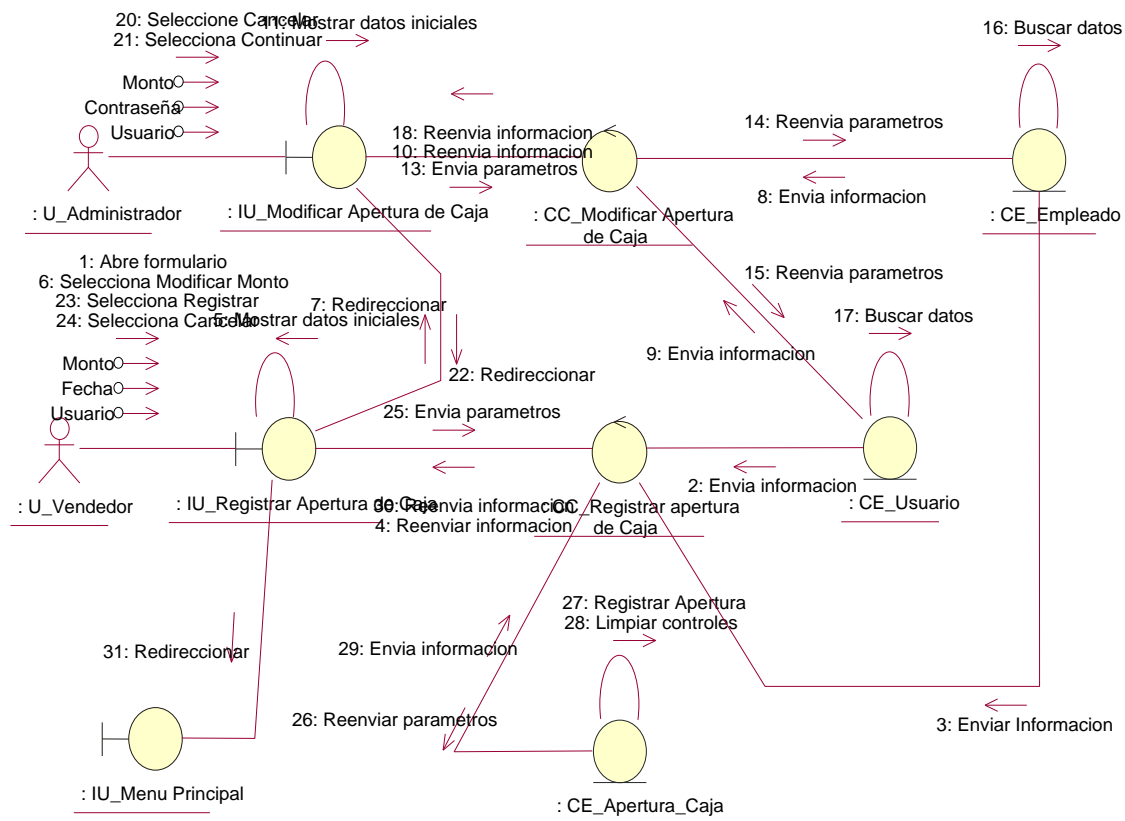 20: Seleccione Cancelar
11: Mostrar datos iniciales
21: Selecciona Continuar
16: Buscar datos
Monto
Contraseña
Usuario
18: Reenvia informacion
10: Reenvia informacion
13: Envia parametros
14: Reenvia parametros
8: Envia informacion
: U_Administrador
: IU_Modificar Apertura de Caja
: CC_Modificar Apertura
de Caja
: CE_Empleado
1: Abre formulario
6: Selecciona Modificar Monto
23: Selecciona Registrar
24: Selecciona Cancelar
5: Mostrar datos iniciales
7: Redireccionar
15: Reenvia parametros
17: Buscar datos
9: Envia informacion
22: Redireccionar
Monto
Fecha
Usuario
25: Envia parametros
2: Envia informacion
: U_Vendedor
: IU_Registrar Apertura de Caja
30: Reenvia informacion
4: Reenviar informacion
: CC_Registrar apertura
de Caja
: CE_Usuario
27: Registrar Apertura
28: Limpiar controles
29: Envia informacion
31: Redireccionar
26: Reenviar parametros
3: Enviar Informacion
: IU_Menu Principal
: CE_Apertura_Caja